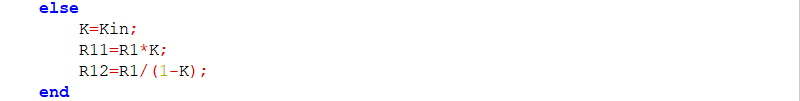 else
K=Kin;
R11=R1*K;
R12=R1/(1-K);
end